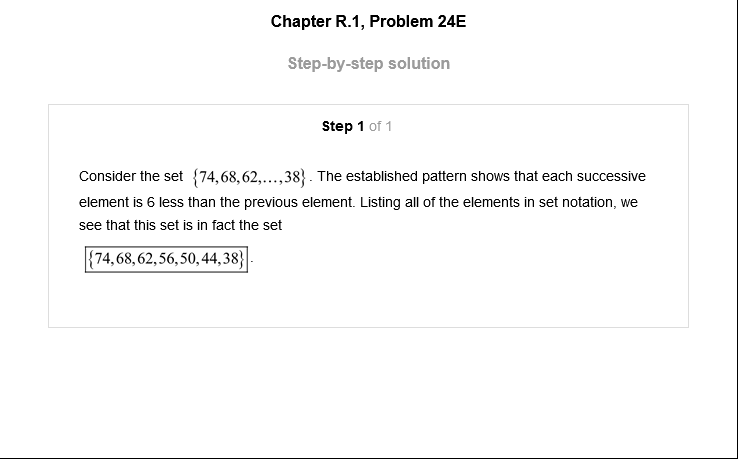 Chapter R.1, Problem 24E
Step-by-step solution
Step 1 of 1
Consider the set {74,68,62,...,38}. The established pattern shows that each successive
element is 6 less than the previous element. Listing all of the elements in set notation, we
see that this set is in fact the set
{74,68,62,56,50,44,38}.